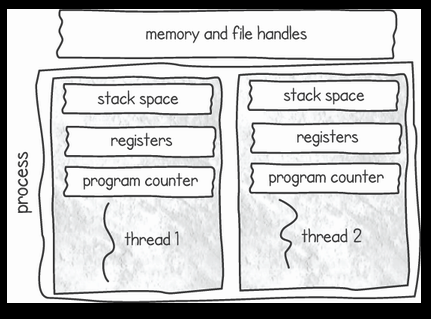 memory and file handles
process
stack space
registers
program counter
thread 1
stack space
registers
program counter
thread 2